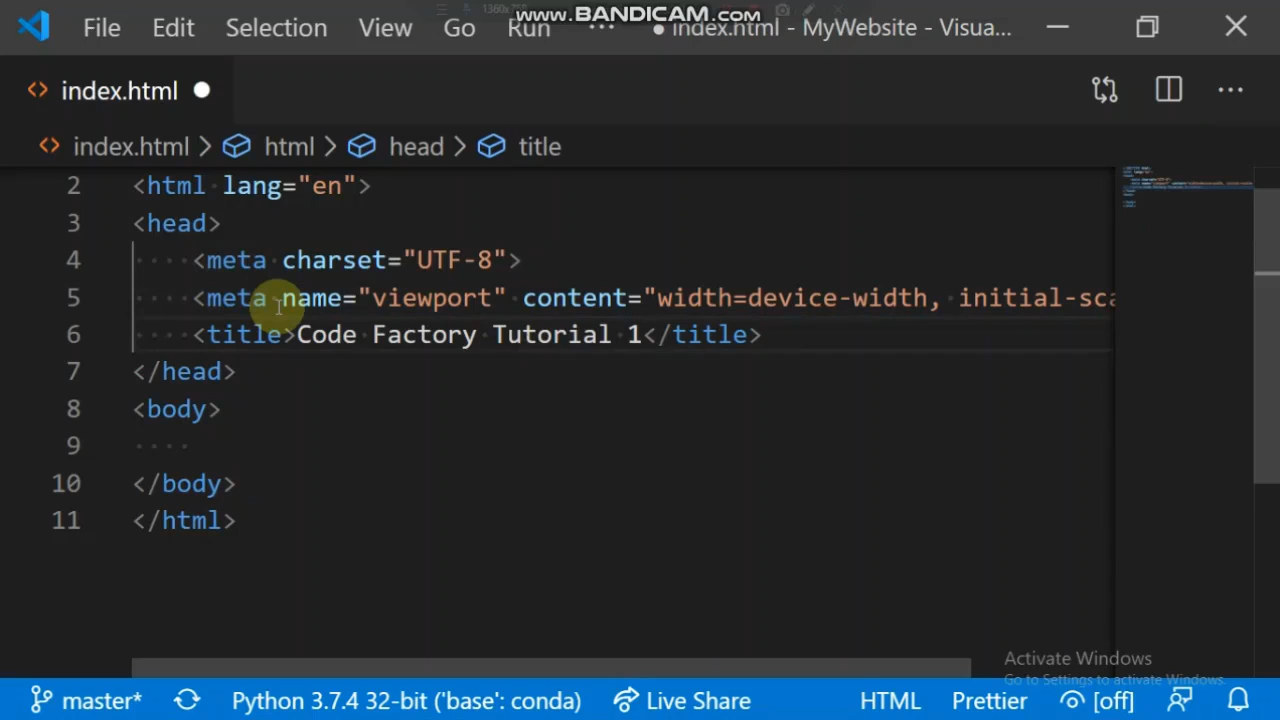 www.BANDICAM.com
1360x768
File Edit Selection View Go Run ··· ● index.html - MyWebsite - Visua...
index.html ●
index.html > html > head > title
2 <html lang="en">
3 <head>
4 <meta charset="UTF-8">
5 <meta name="viewport" content="width=device-width, initial-sca
6 <title>Code Factory Tutorial 1</title>
7 </head>
8 <body>
9
10 </body>
11 </html>
Activate Windows
Go to Settings to activate Windows.
master* Python 3.7.4 32-bit ('base': conda) Live Share HTML Prettier [off]